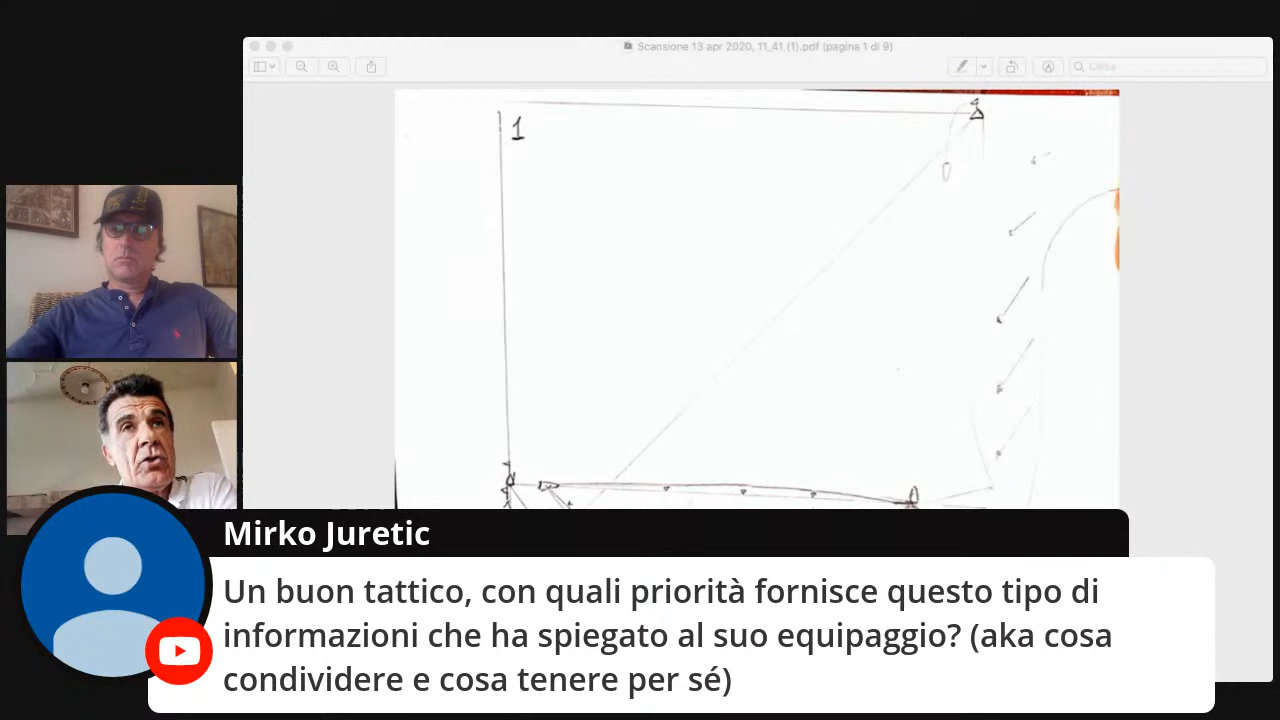 Scansione 13 apr 2020, 11_41 (1).pdf (pagina 1 di 9)
Cerca
1
Mirko Juretic
Un buon tattico, con quali priorità fornisce questo tipo di
informazioni che ha spiegato al suo equipaggio? (aka cosa
condividere e cosa tenere per sé)